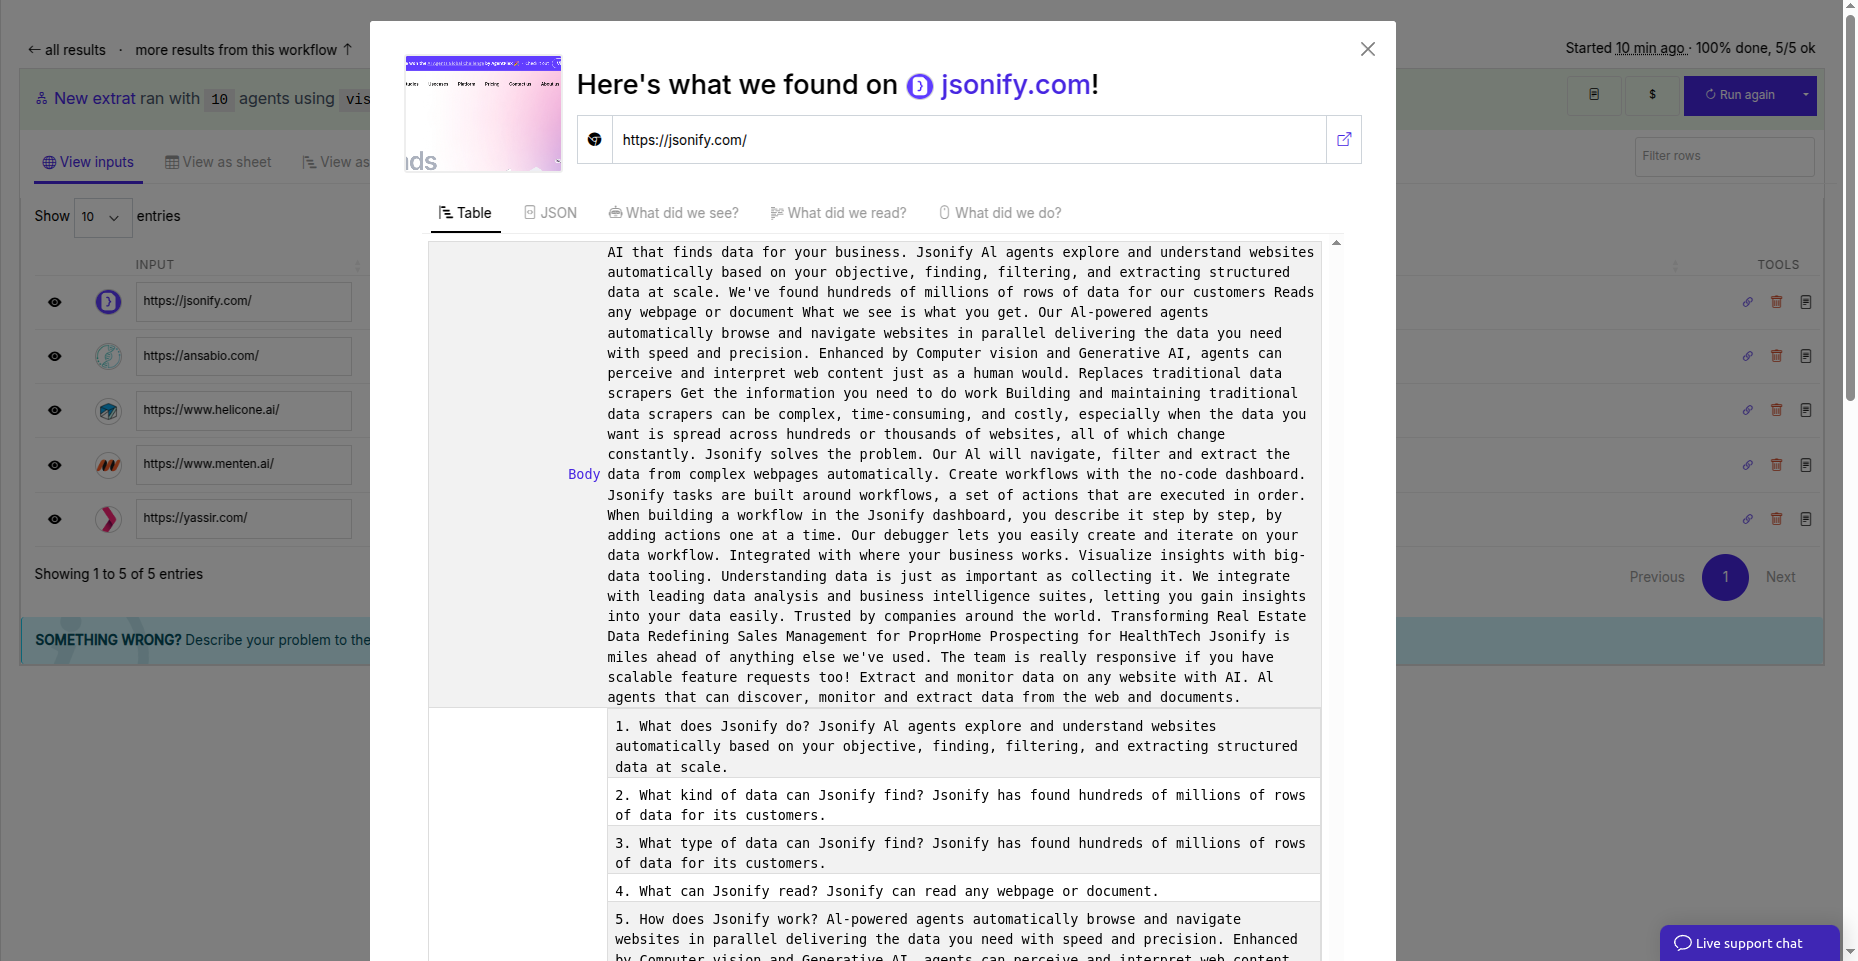 ← all results · more results from this workflow ↑
Started 10 min ago · 100% done, 5/5 ok
New extrat ran with 10 agents using vis
$
Run again
View inputs
View as sheet
View as
Filter rows
Show 10 entries
INPUT
TOOLS
https://jsonify.com/
https://ansabio.com/
https://www.helicone.ai/
https://www.menten.ai/
https://yassir.com/
Showing 1 to 5 of 5 entries
Previous 1 Next
SOMETHING WRONG? Describe your problem to the
Usecases Platform Pricing Contact us About us
ds
Here's what we found on jsonify.com!
https://jsonify.com/
Table
JSON
What did we see?
What did we read?
What did we do?
Body
AI that finds data for your business. Jsonify Al agents explore and understand websites
automatically based on your objective, finding, filtering, and extracting structured
data at scale. We've found hundreds of millions of rows of data for our customers Reads
any webpage or document What we see is what you get. Our Al-powered agents
automatically browse and navigate websites in parallel delivering the data you need
with speed and precision. Enhanced by Computer vision and Generative AI, agents can
perceive and interpret web content just as a human would. Replaces traditional data
scrapers Get the information you need to do work Building and maintaining traditional
data scrapers can be complex, time-consuming, and costly, especially when the data you
want is spread across hundreds or thousands of websites, all of which change
constantly. Jsonify solves the problem. Our Al will navigate, filter and extract the
data from complex webpages automatically. Create workflows with the no-code dashboard.
Jsonify tasks are built around workflows, a set of actions that are executed in order.
When building a workflow in the Jsonify dashboard, you describe it step by step, by
adding actions one at a time. Our debugger lets you easily create and iterate on your
data workflow. Integrated with where your business works. Visualize insights with big-
data tooling. Understanding data is just as important as collecting it. We integrate
with leading data analysis and business intelligence suites, letting you gain insights
into your data easily. Trusted by companies around the world. Transforming Real Estate
Data Redefining Sales Management for ProprHome Prospecting for HealthTech Jsonify is
miles ahead of anything else we've used. The team is really responsive if you have
scalable feature requests too! Extract and monitor data on any website with AI. Al
agents that can discover, monitor and extract data from the web and documents.
1. What does Jsonify do? Jsonify Al agents explore and understand websites
automatically based on your objective, finding, filtering, and extracting structured
data at scale.
2. What kind of data can Jsonify find? Jsonify has found hundreds of millions of rows
of data for its customers.
3. What type of data can Jsonify find? Jsonify has found hundreds of millions of rows
of data for its customers.
4. What can Jsonify read? Jsonify can read any webpage or document.
5. How does Jsonify work? Al-powered agents automatically browse and navigate
websites in parallel delivering the data you need with speed and precision. Enhanced
by Computer vision and Generative AI, agents can perceive and interpret web content
Live support chat